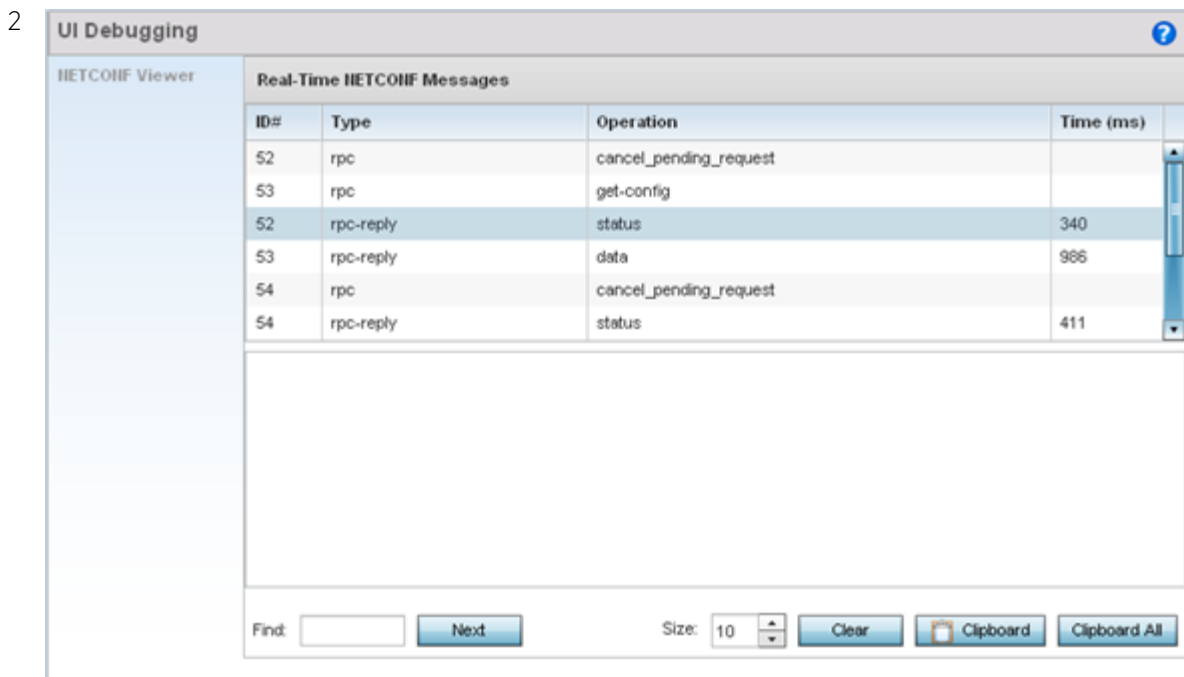 2
UI Debugging
NETCONF Viewer
Real-Time NETCONF Messages
ID# Type Operation Time (ms)
52 rpc cancel_pending_request
53 rpc get-config
52 rpc-reply status 340
53 rpc-reply data 986
54 rpc cancel_pending_request
54 rpc-reply status 411
Find: Next Size: 10 Clear Clipboard Clipboard All